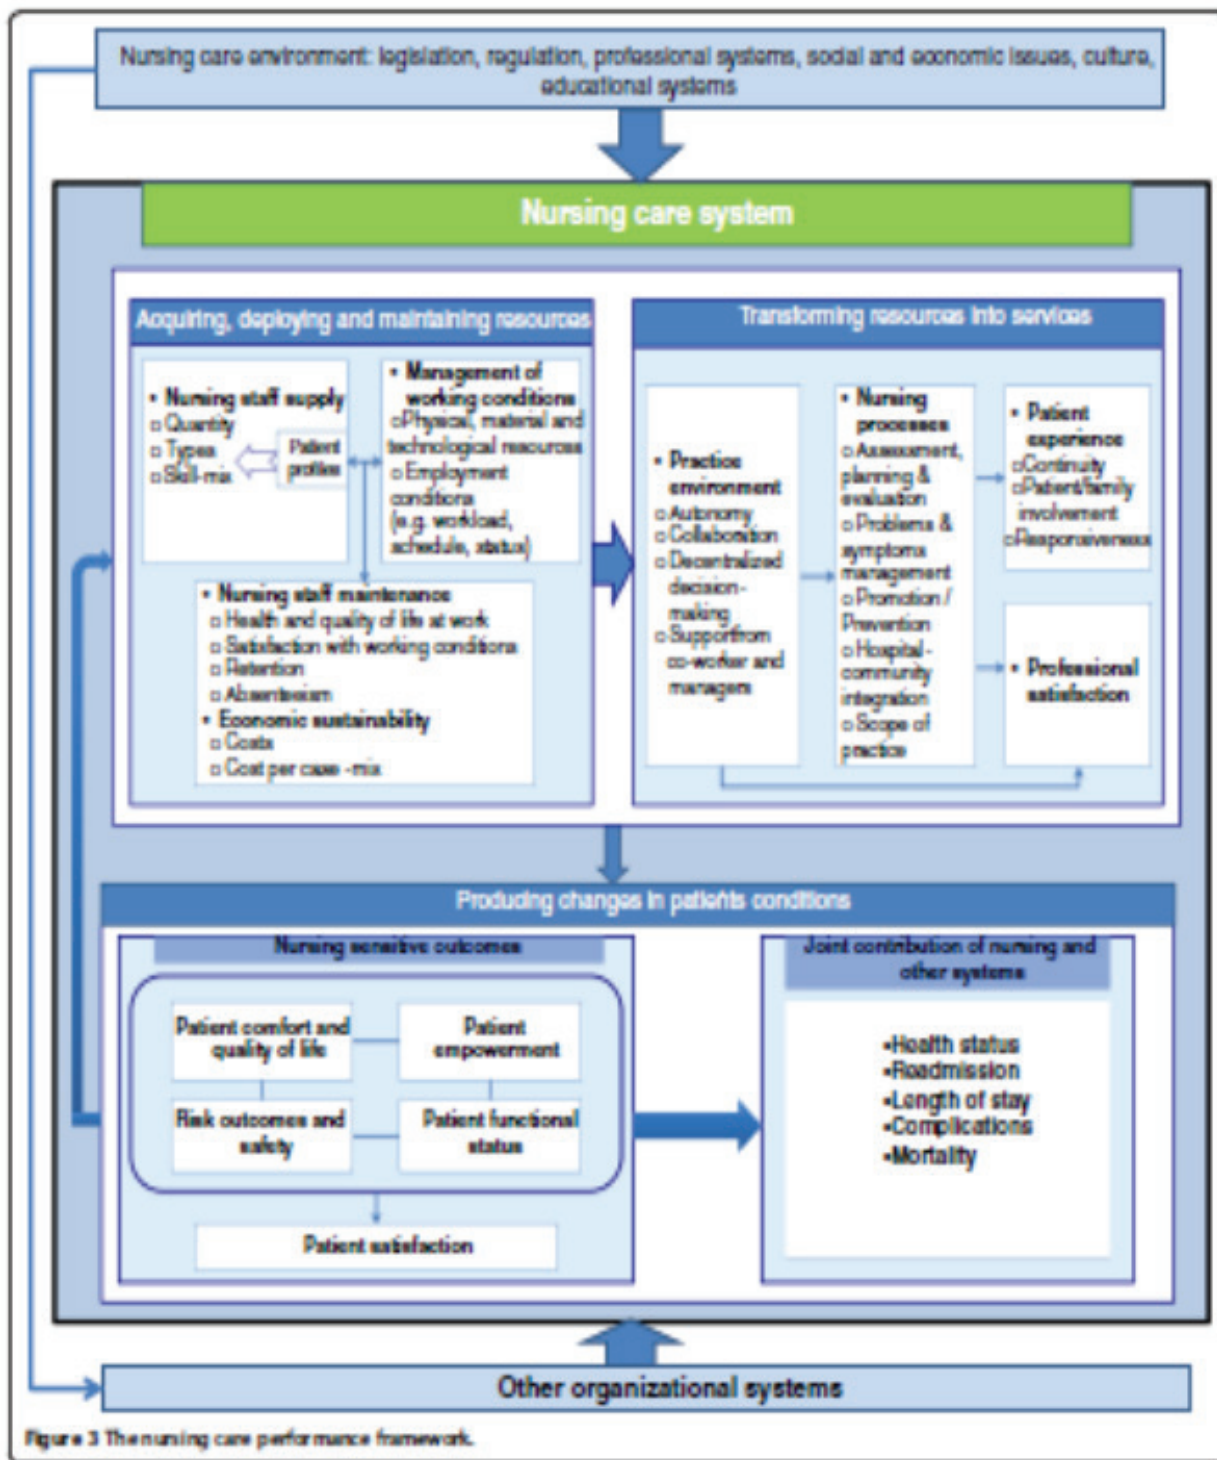 Nursing care environment: legislation, regulation, professional systems, social and economic issues, culture,
educational systems
Nursing care system
Acquiring, deploying and maintaining resources
• Nursing staff supply
□ Quantity
□ Types
□ Skill-mix
Patient
profiles
• Management of
working conditions
□Physical, material and
technological resources
□ Employment
conditions
(e.g. workload,
schedule, status)
• Nursing staff maintenance
□ Health and quality of life at work
□ Satisfaction with working conditions
□ Retention
□ Absenteeism
• Economic sustainability
□ Costs
□ Cost per case -mix
Transforming resources into services
• Practice
environment
□ Autonomy
□ Collaboration
□ Decentralized
decision-
making
□ Supportfrom
co-worker and
managers
• Nursing
processes
□ Assessment,
planning &
evaluation
□ Problems &
symptoms
management
□ Promotion /
Prevention
□ Hospital-
community
integration
□ Scope of
practice
• Patient
experience
□Continuity
□Patient/family
involvement
□Responsiveness
• Professional
satisfaction
Producing changes in patients conditions
Nursing sensitive outcomes
Patient comfort and
quality of life
Patient
empowerment
Risk outcomes and
safety
Patient functional
status
Patient satisfaction
Joint contribution of nursing and
other systems
▪Health status
▪Readmission
▪Length of stay
▪Complications
▪Mortality
Other organizational systems
Figure 3 The nursing care performance framework.